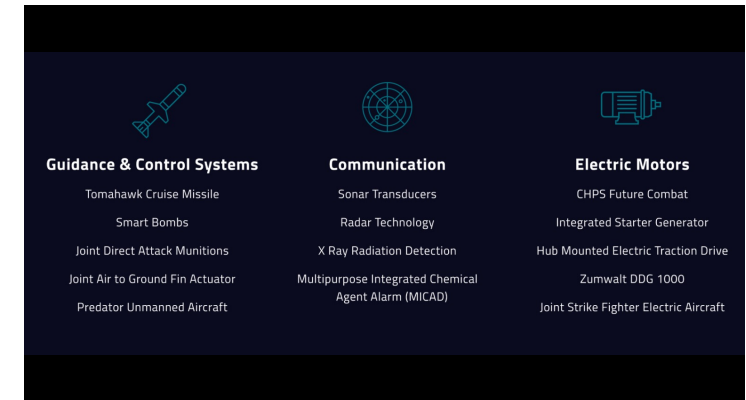 Guidance & Control Systems
Tomahawk Cruise Missile
Smart Bombs
Joint Direct Attack Munitions
Joint Air to Ground Fin Actuator
Predator Unmanned Aircraft
Communication
Sonar Transducers
Radar Technology
X Ray Radiation Detection
Multipurpose Integrated Chemical
Agent Alarm (MICAD)
Electric Motors
CHPS Future Combat
Integrated Starter Generator
Hub Mounted Electric Traction Drive
Zumwalt DDG 1000
Joint Strike Fighter Electric Aircraft